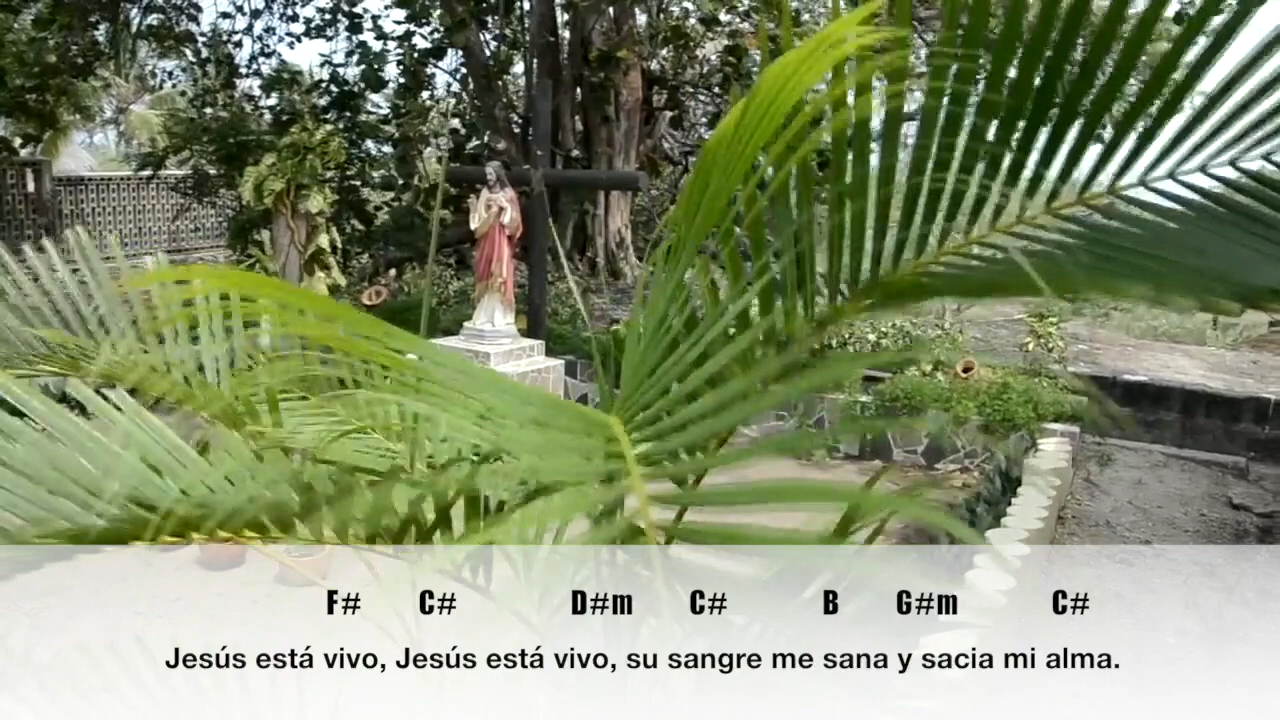 F# C# D#m C# B G#m C#
Jesús está vivo, Jesús está vivo, su sangre me sana y sacia mi alma.